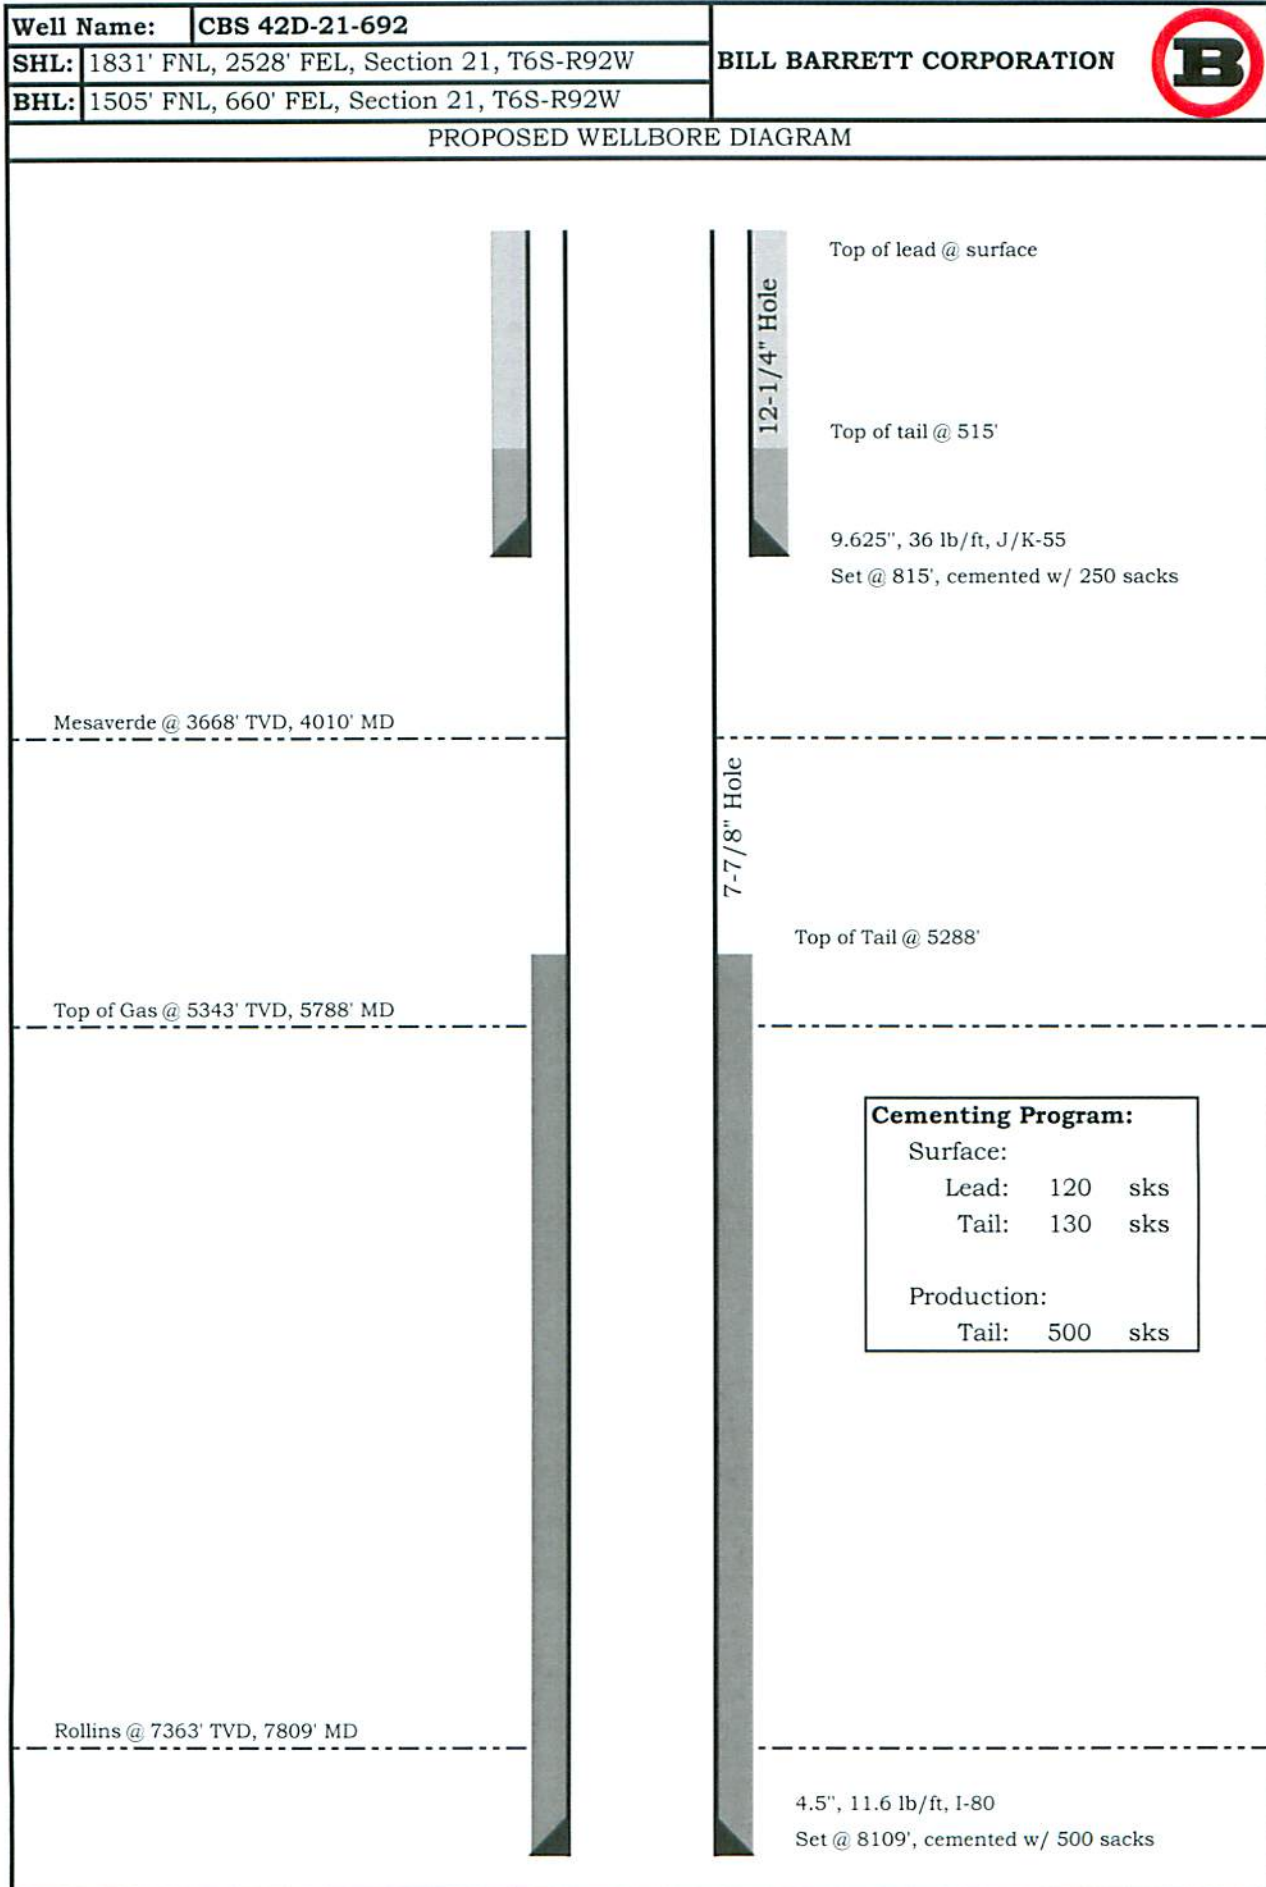 Well Name: CBS 42D-21-692
SHL: 1831' FNL, 2528' FEL, Section 21, T6S-R92W
BHL: 1505' FNL, 660' FEL, Section 21, T6S-R92W
BILL BARRETT CORPORATION
B
PROPOSED WELLBORE DIAGRAM
Top of lead @ surface
12-1/4" Hole
Top of tail @ 515'
9.625", 36 lb/ft, J/K-55
Set @ 815', cemented w/ 250 sacks
Mesaverde @ 3668' TVD, 4010' MD
7-7/8" Hole
Top of Tail @ 5288'
Top of Gas @ 5343' TVD, 5788' MD
Cementing Program:
Surface:
Lead: 120 sks
Tail: 130 sks
Production:
Tail: 500 sks
Rollins @ 7363' TVD, 7809' MD
4.5", 11.6 lb/ft, I-80
Set @ 8109', cemented w/ 500 sacks